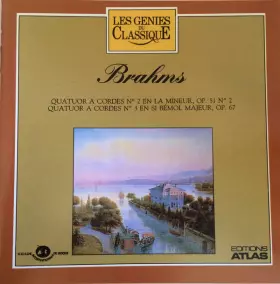 LES GENIES
DU
CLASSIQUE
Brahms
QUATUOR A CORDES N° 2 EN LA MINEUR, OP. 51 N° 2
QUATUOR A CORDES N° 3 EN SI BÉMOL MAJEUR, OP. 67
EDITIONS
ATLAS